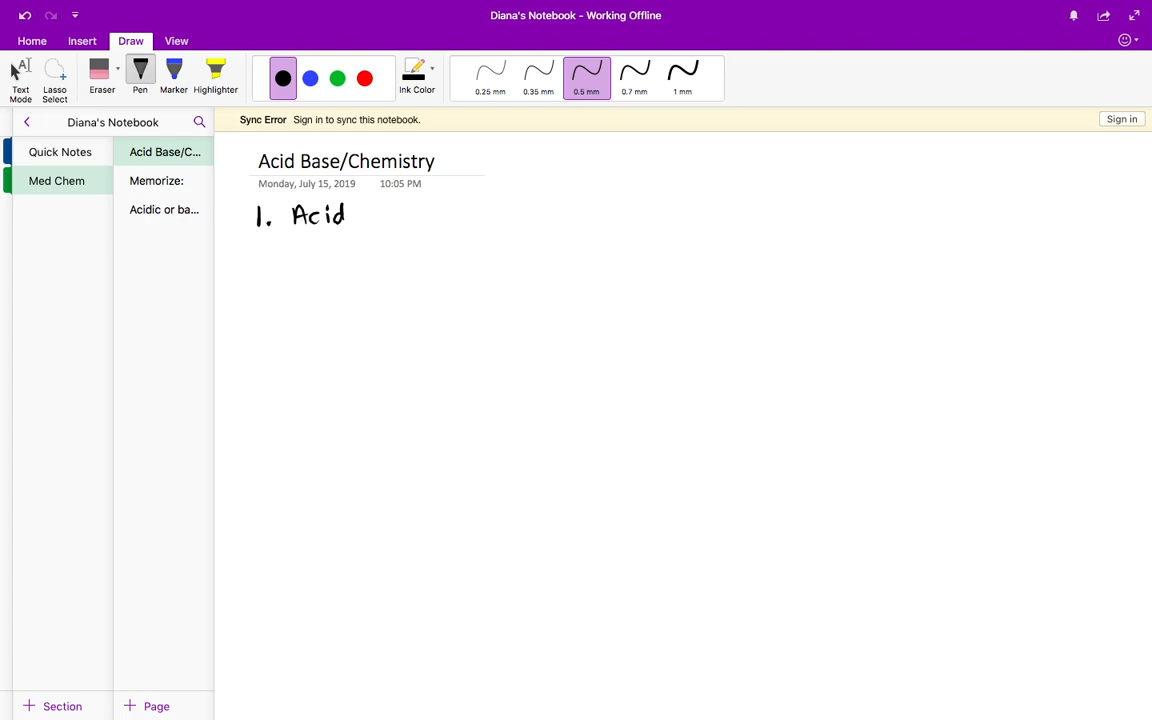 Diana's Notebook - Working Offline
Home Insert Draw View
Text Mode
Lasso Select
Eraser
Pen
Marker
Highlighter
Ink Color
0.25 mm
0.35 mm
0.5 mm
0.7 mm
1 mm
Diana's Notebook
Sync Error Sign in to sync this notebook.
Sign in
Quick Notes
Med Chem
Acid Base/C...
Memorize:
Acidic or ba...
Acid Base/Chemistry
Monday, July 15, 2019 10:05 PM
1. Acid
+ Section
+ Page